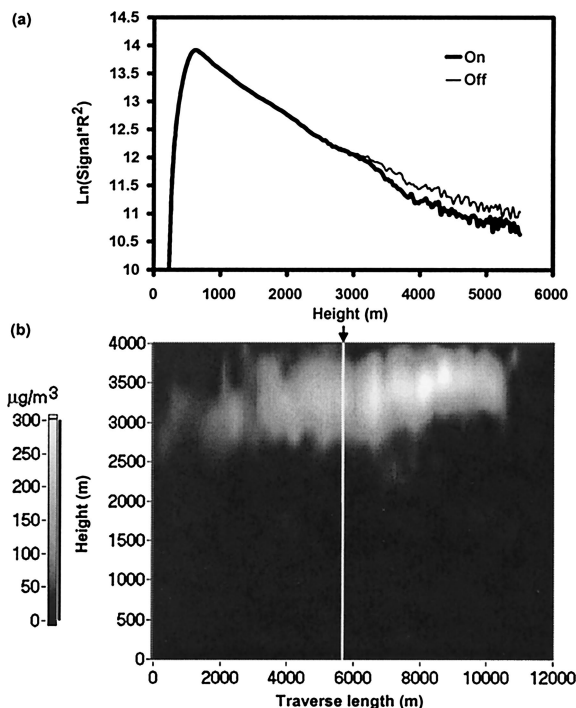 (a)
14.5
14
13.5
13
12.5
12
11.5
11
10.5
10
Ln(Signal*R²)
On
Off
0 1000 2000 3000 4000 5000 6000
Height (m)
(b)
μg/m3
300
250
200
150
100
50
0
4000
3500
3000
2500
2000
1500
1000
500
0
Height (m)
0 2000 4000 6000 8000 10000 12000
Traverse length (m)